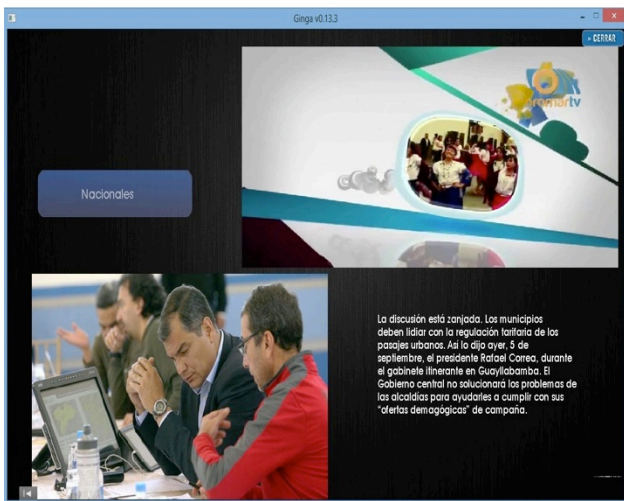 Ginga v0.13.3
CERRAR
Nacionales
La discusión está zanjada. Los municipios
deben lidiar con la regulación tarifaria de los
pasajes urbanos. Así lo dijo ayer, 5 de
septiembre, el presidente Rafael Correa, durante
el gabinete itinerante en Guayllabamba. El
Gobierno central no solucionará los problemas de
las alcaldías para ayudarles a cumplir con sus
"ofertas demagógicas" de campaña.